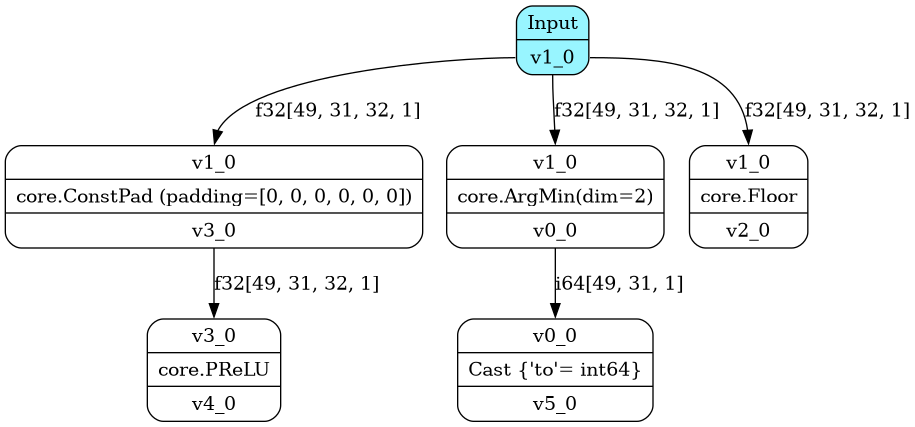 Input
v1_0
f32[49, 31, 32, 1]
f32[49, 31, 32, 1]
f32[49, 31, 32, 1]
v1_0
core.ConstPad (padding=[0, 0, 0, 0, 0, 0])
v3_0
v1_0
core.ArgMin(dim=2)
v0_0
v1_0
core.Floor
v2_0
f32[49, 31, 32, 1]
i64[49, 31, 1]
v3_0
core.PReLU
v4_0
v0_0
Cast {'to'= int64}
v5_0